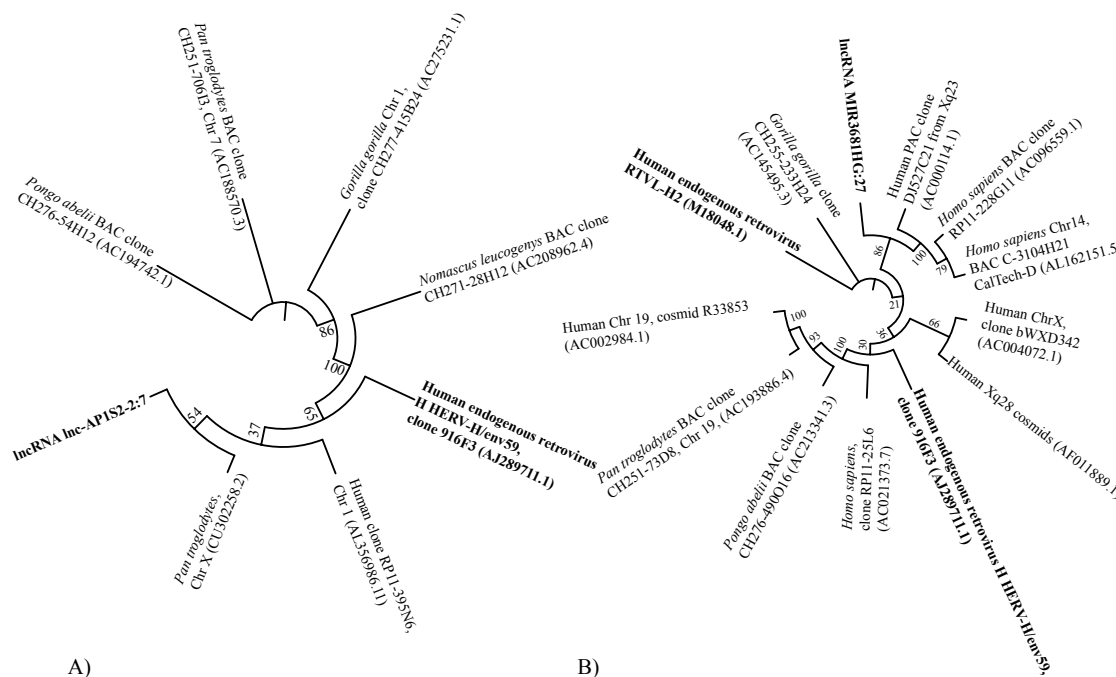 Pan troglodytes BAC clone
CH251-706I3, Chr 7 (AC188570.3)
Gorilla gorilla Chr 1,
clone CH277-415B24 (AC275231.1)
Pongo abelii BAC clone
CH276-54H12 (AC194742.1)
Nomascus leucogenys BAC clone
CH271-28H12 (AC208962.4)
86
100
65
37
54
Human endogenous retrovirus
H HERV-H/env59,
clone 916F3 (AJ289711.1)
lncRNA lnc-AP1S2-2:7
Pan troglodytes,
Chr X (CU302258.2)
Human clone RP11-395N6,
Chr 1 (AL356986.11)
A)
lncRNA MIR3681HG:27
Human PAC clone
DJ527C21 from Xq23
(AC000114.1)
Homo sapiens BAC clone
RP11-228G11 (AC096559.1)
Homo sapiens Chr14,
BAC C-3104H21
CalTech-D (AL162151.5)
Gorilla gorilla clone
CH255-233H24
(AC145495.3)
Human endogenous retrovirus
RTVL-H2 (M18048.1)
86
100
79
21
36
66
30
100
93
100
Human ChrX,
clone bWXD342
(AC004072.1)
Human Xq28 cosmids (AF011889.1)
Human Chr 19, cosmid R33853
(AC002984.1)
Pan troglodytes BAC clone
CH251-73D8, Chr 19, (AC193886.4)
Pongo abelii BAC clone
CH276-490O16 (AC213341.3)
Homo sapiens,
clone RP11-25L6
(AC021373.7)
Human endogenous retrovirus H HERV-H/env59,
clone 916F3 (AJ289711.1)
B)